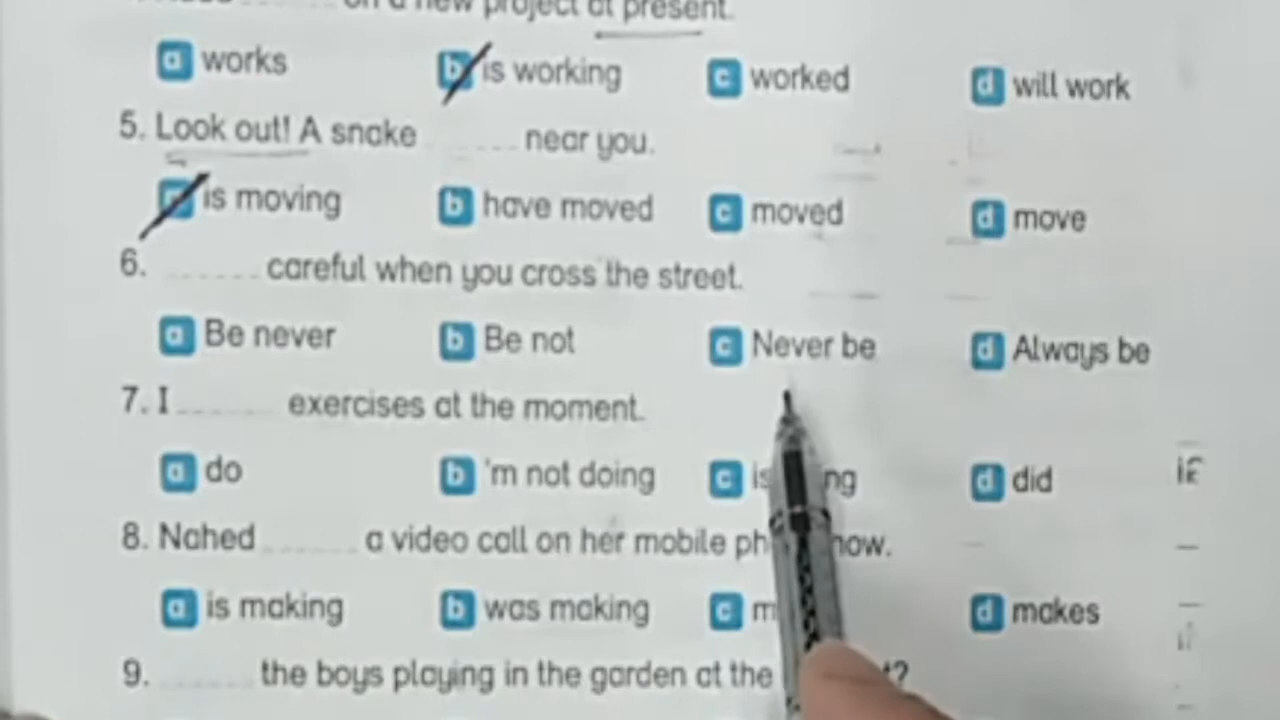 on a new project at present.
a works b is working c worked d will work
5. Look out! A snake ........ near you.
a is moving b have moved c moved d move
6. ........ careful when you cross the street.
a Be never b Be not c Never be d Always be
7. I ........ exercises at the moment.
a do b 'm not doing c d did
8. Nahed ........ a video call on her mobile now.
a is making b was making c d makes
9. ........ the boys playing in the garden at the